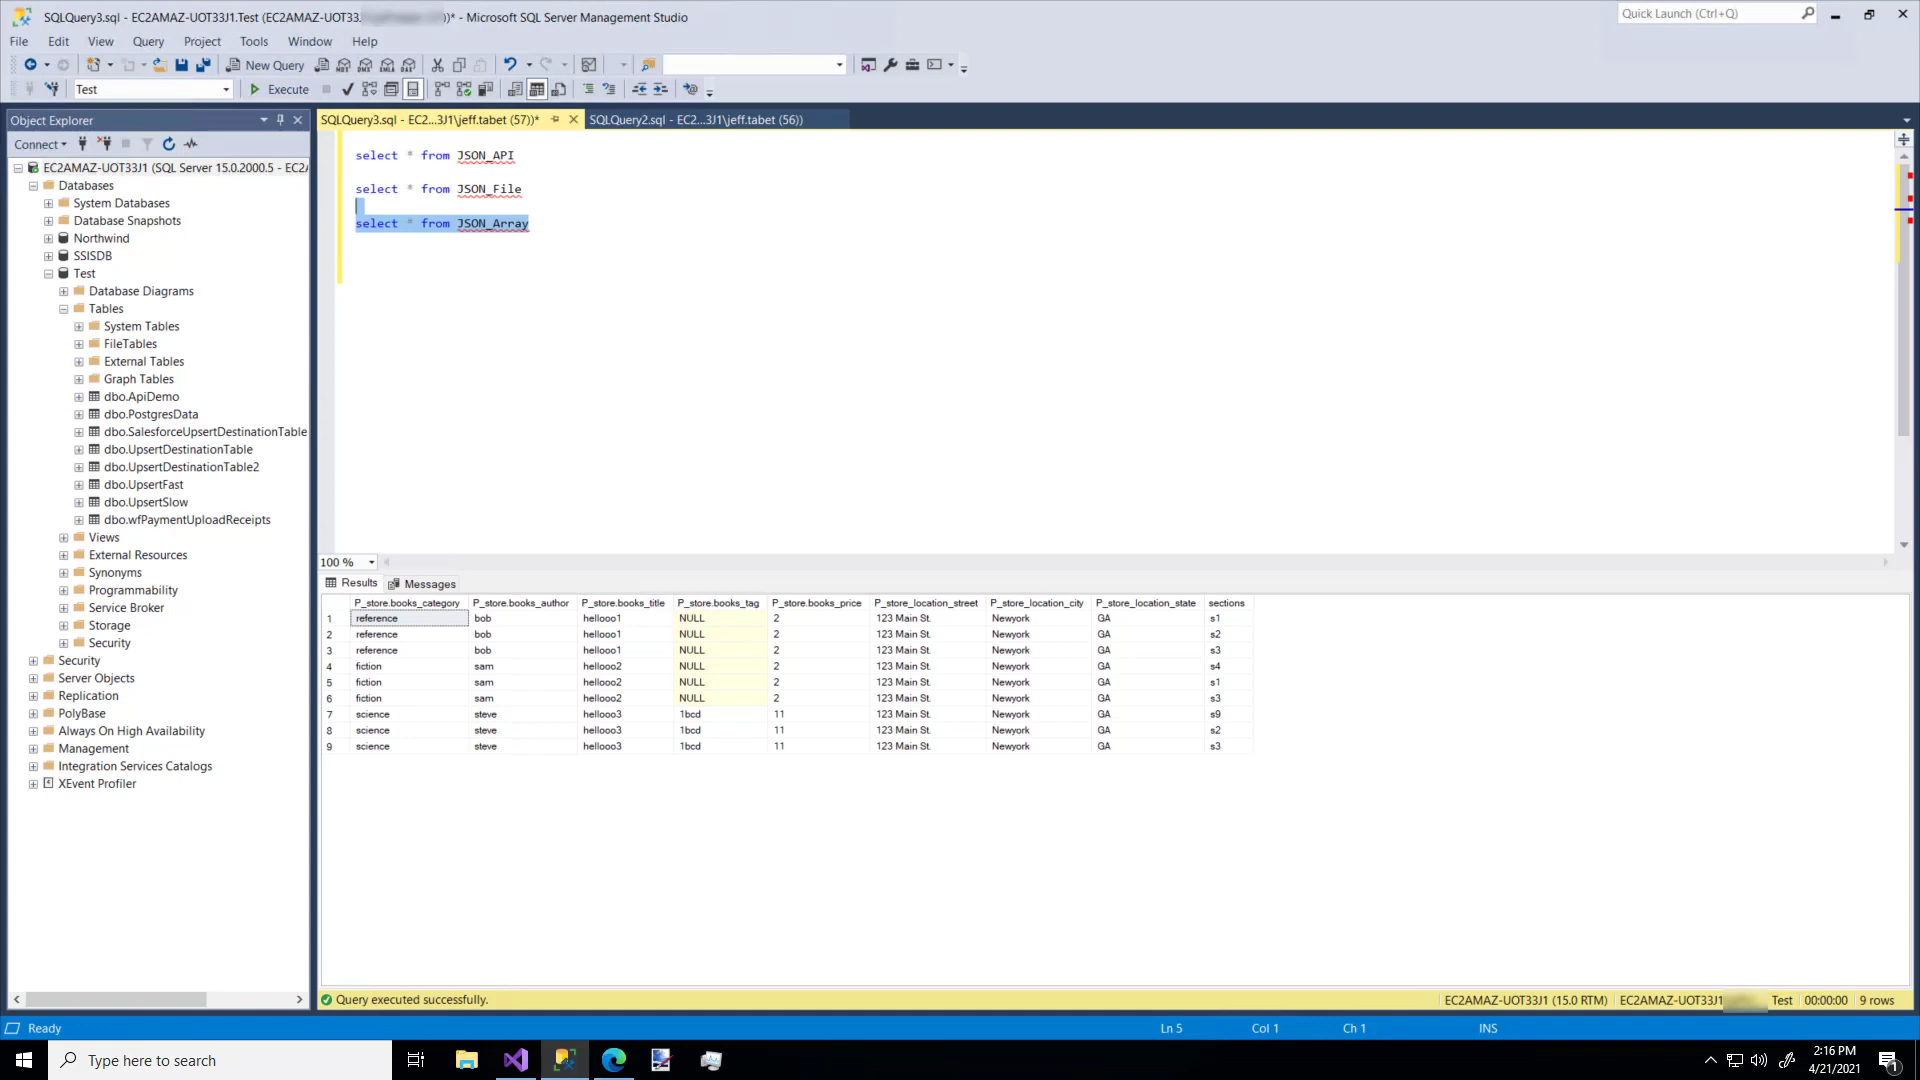 SQLQuery3.sql - EC2AMAZ-UOT33J1.Test (EC2AMAZ-UOT33J))* - Microsoft SQL Server Management Studio
Quick Launch (Ctrl+Q)
File Edit View Query Project Tools Window Help
New Query
Test Execute
Object Explorer
Connect
EC2AMAZ-UOT33J1 (SQL Server 15.0.2000.5 - EC2/
Databases
System Databases
Database Snapshots
Northwind
SSISDB
Test
Database Diagrams
Tables
System Tables
FileTables
External Tables
Graph Tables
dbo.ApiDemo
dbo.PostgresData
dbo.SalesforceUpsertDestinationTable
dbo.UpsertDestinationTable
dbo.UpsertDestinationTable2
dbo.UpsertFast
dbo.UpsertSlow
dbo.wfPaymentUploadReceipts
Views
External Resources
Synonyms
Programmability
Service Broker
Storage
Security
Security
Server Objects
Replication
PolyBase
Always On High Availability
Management
Integration Services Catalogs
XEvent Profiler
SQLQuery3.sql - EC2...3J1\jeff.tabet (57))* SQLQuery2.sql - EC2...3J1\jeff.tabet (56))
select * from JSON_API
select * from JSON_File
select * from JSON_Array
100 %
Results Messages
P_store.books_category P_store.books_author P_store.books_title P_store.books_tag P_store.books_price P_store_location_street P_store_location_city P_store_location_state sections
1 reference bob hellooo1 NULL 2 123 Main St. Newyork GA s1
2 reference bob hellooo1 NULL 2 123 Main St. Newyork GA s2
3 reference bob hellooo1 NULL 2 123 Main St. Newyork GA s3
4 fiction sam hellooo2 NULL 2 123 Main St. Newyork GA s4
5 fiction sam hellooo2 NULL 2 123 Main St. Newyork GA s1
6 fiction sam hellooo2 NULL 2 123 Main St. Newyork GA s3
7 science steve hellooo3 1bcd 11 123 Main St. Newyork GA s9
8 science steve hellooo3 1bcd 11 123 Main St. Newyork GA s2
9 science steve hellooo3 1bcd 11 123 Main St. Newyork GA s3
Query executed successfully.
EC2AMAZ-UOT33J1 (15.0 RTM) EC2AMAZ-UOT33J1 Test 00:00:00 9 rows
Ready Ln 5 Col 1 Ch 1 INS
Type here to search
2:16 PM
4/21/2021
1